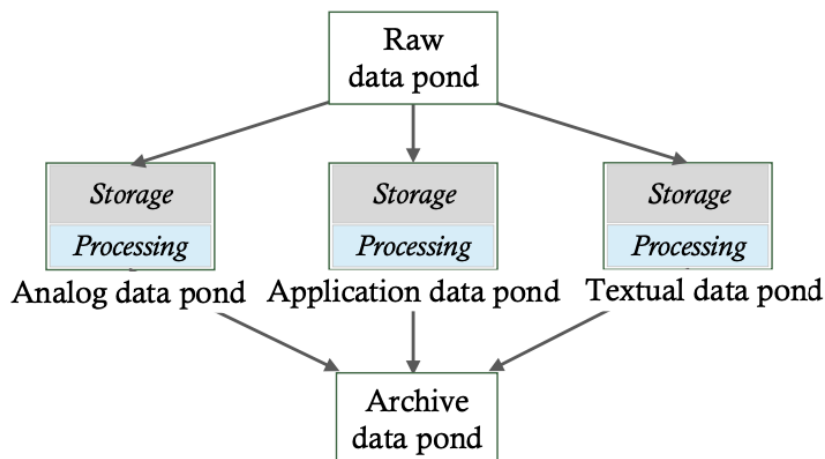 Raw
data pond
Storage
Processing
Analog data pond
Storage
Processing
Application data pond
Storage
Processing
Textual data pond
Archive
data pond